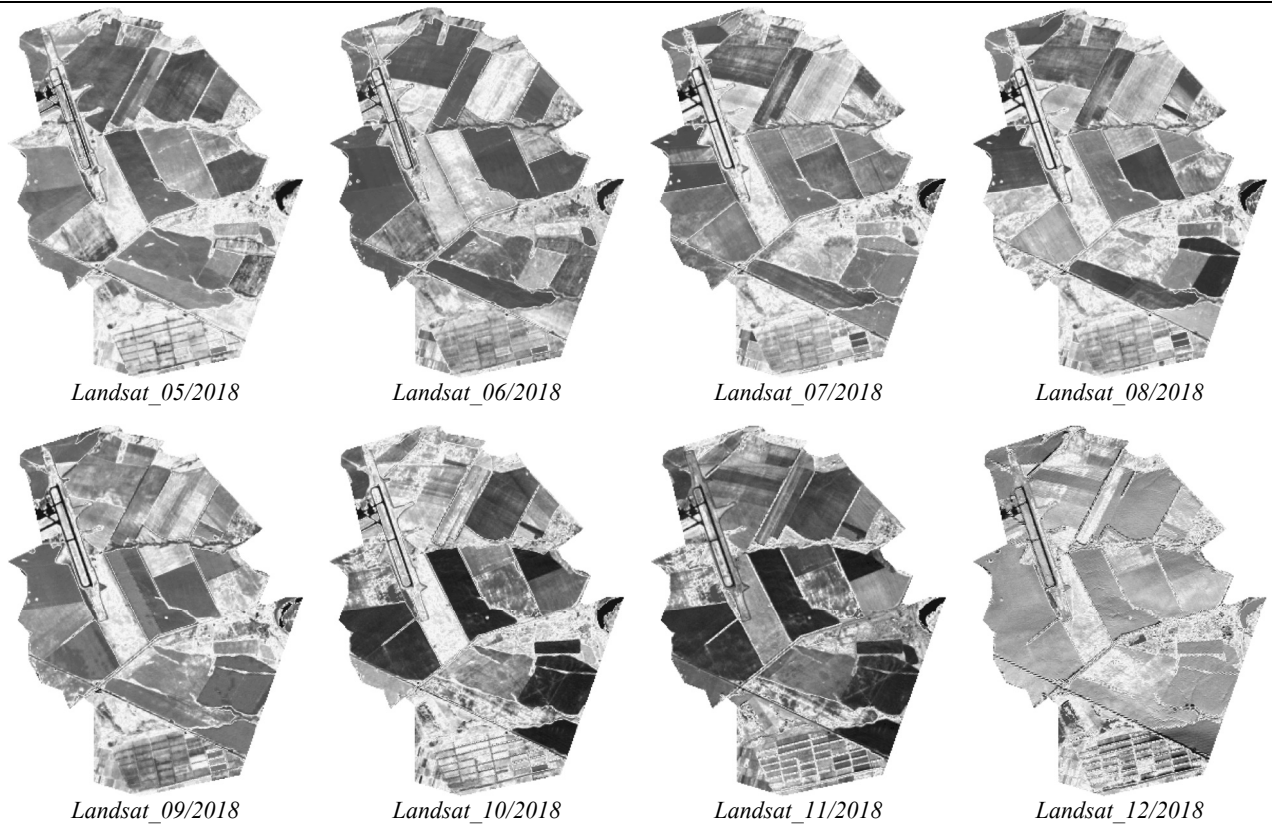 Landsat_05/2018
Landsat_06/2018
Landsat_07/2018
Landsat_08/2018
Landsat_09/2018
Landsat_10/2018
Landsat_11/2018
Landsat_12/2018